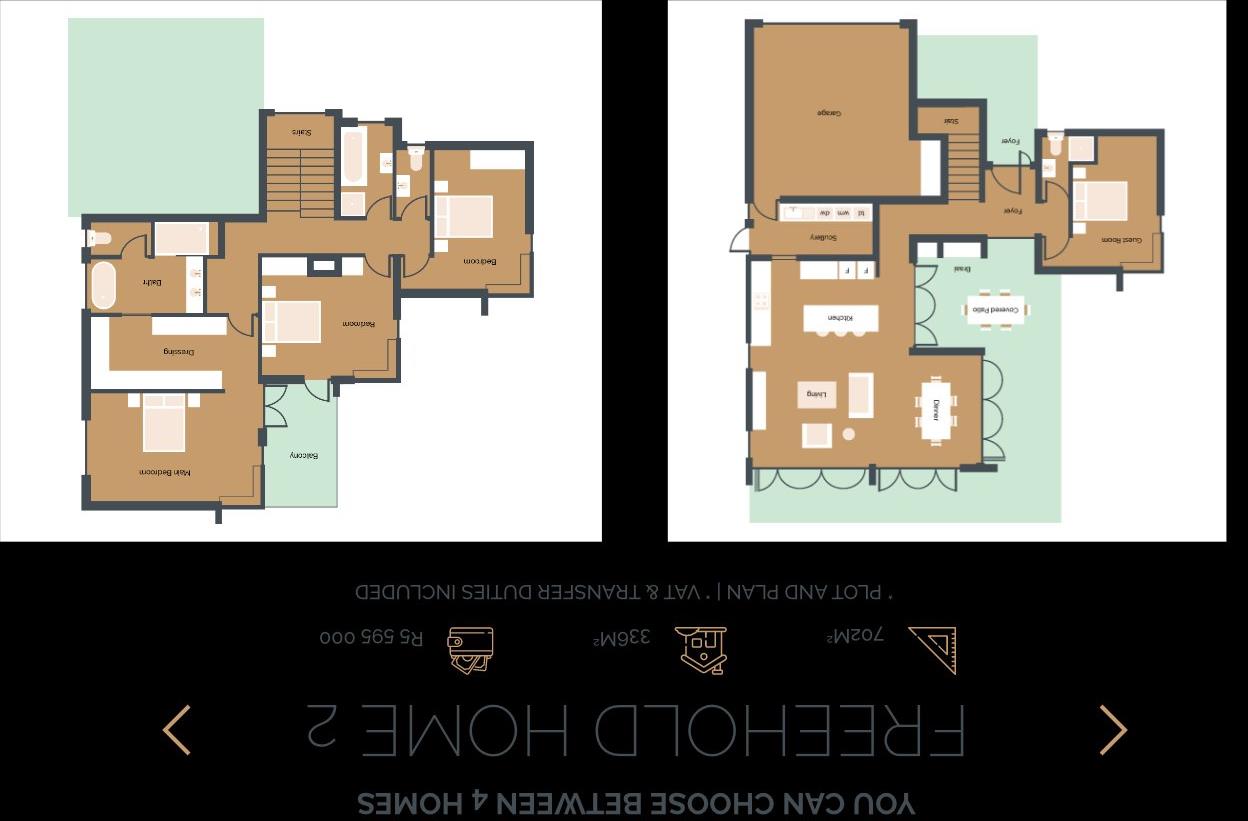 YOU CAN CHOOSE BETWEEN 4 HOMES
FREEHOLD HOME 2
702M²
336M²
R5 595 000
* PLOT AND PLAN | * VAT & TRANSFER DUTIES INCLUDED
Dinner
Living
Covered Patio
Kitchen
Braai
F F
Guest Room
Scullery
Foyer
td wm dw
Foyer
Stair
Garage
Main Bedroom
Balcony
Dressing
Bedroom
Bath'r
Bedroom
Stairs